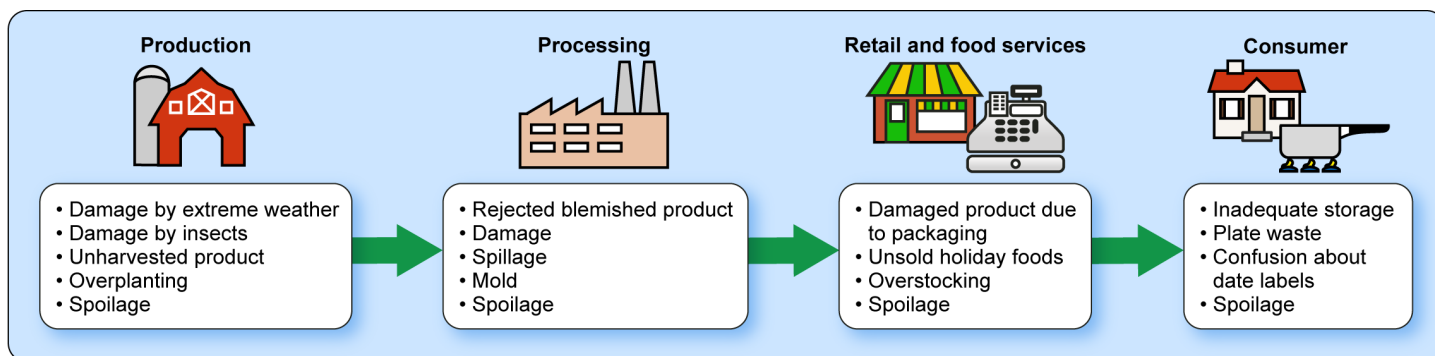 Production
• Damage by extreme weather
• Damage by insects
• Unharvested product
• Overplanting
• Spoilage
Processing
• Rejected blemished product
• Damage
• Spillage
• Mold
• Spoilage
Retail and food services
• Damaged product due
to packaging
• Unsold holiday foods
• Overstocking
• Spoilage
Consumer
• Inadequate storage
• Plate waste
• Confusion about
date labels
• Spoilage